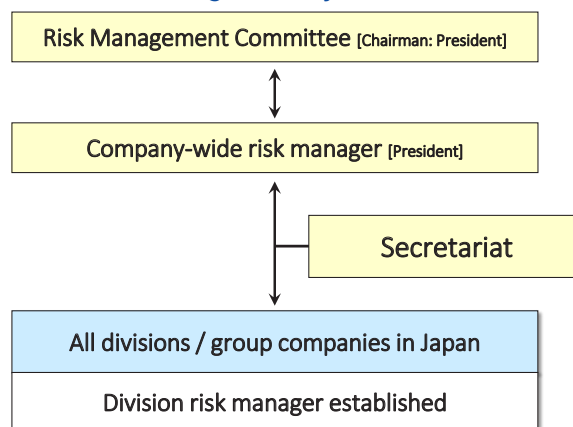 Risk Management Committee [Chairman: President]
Company-wide risk manager [President]
Secretariat
All divisions / group companies in Japan
Division risk manager established